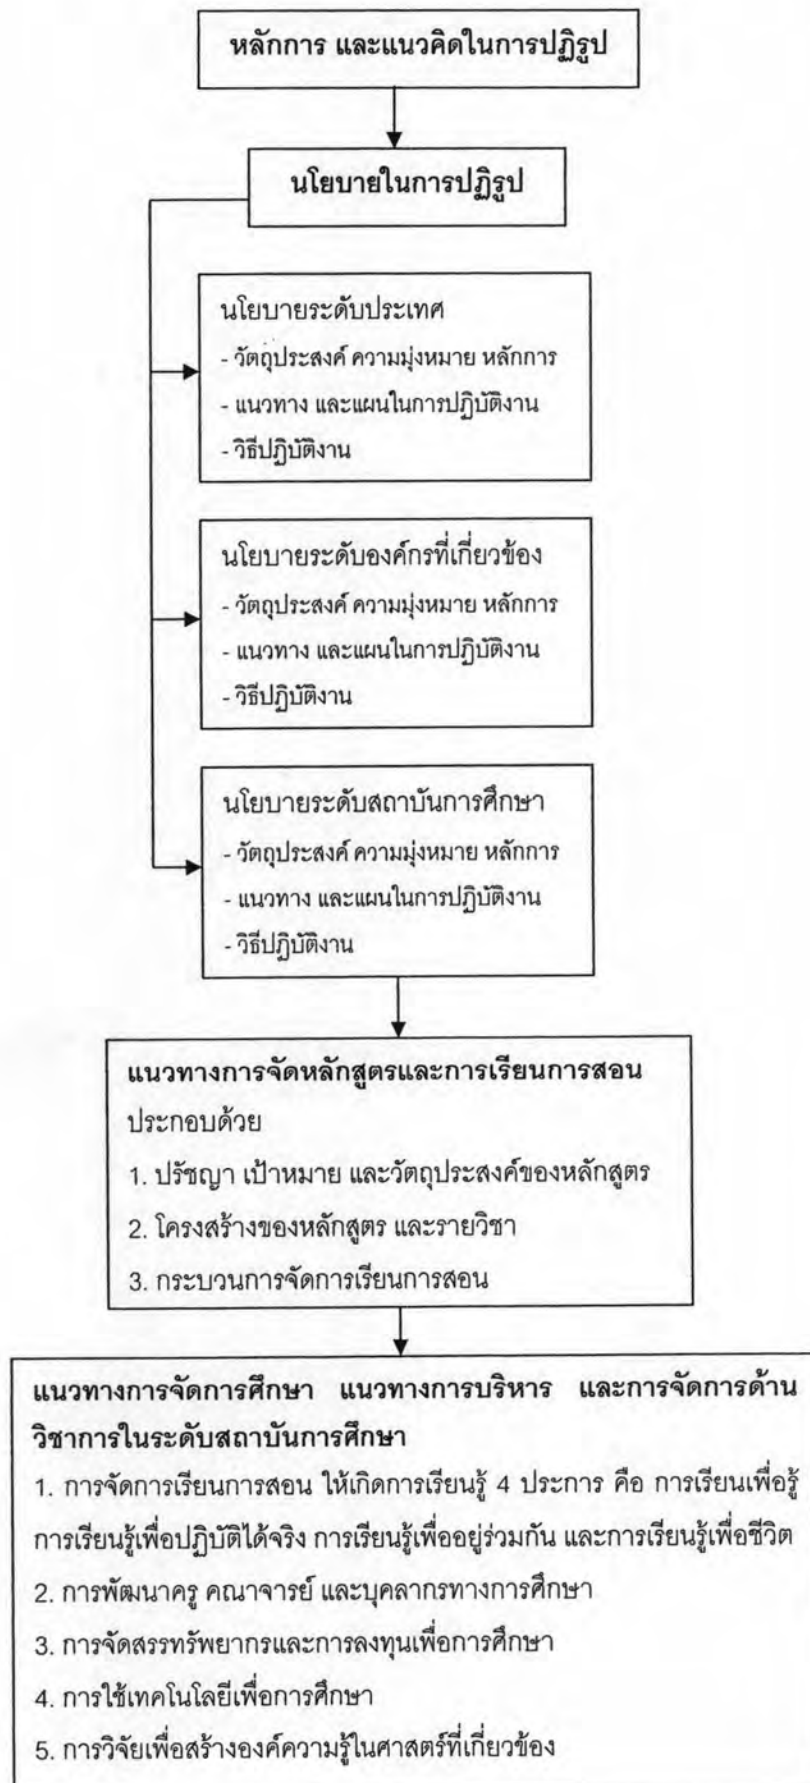 หลักการ และแนวคิดในการปฏิรูป
นโยบายในการปฏิรูป
นโยบายระดับประเทศ
- วัตถุประสงค์ ความมุ่งหมาย หลักการ
- แนวทาง และแผนในการปฏิบัติงาน
- วิธีปฏิบัติงาน
นโยบายระดับองค์กรที่เกี่ยวข้อง
- วัตถุประสงค์ ความมุ่งหมาย หลักการ
- แนวทาง และแผนในการปฏิบัติงาน
- วิธีปฏิบัติงาน
นโยบายระดับสถาบันการศึกษา
- วัตถุประสงค์ ความมุ่งหมาย หลักการ
- แนวทาง และแผนในการปฏิบัติงาน
- วิธีปฏิบัติงาน
แนวทางการจัดหลักสูตรและการเรียนการสอน
ประกอบด้วย
1. ปรัชญา เป้าหมาย และวัตถุประสงค์ของหลักสูตร
2. โครงสร้างของหลักสูตร และรายวิชา
3. กระบวนการจัดการเรียนการสอน
แนวทางการจัดการศึกษา แนวทางการบริหาร และการจัดการด้าน
วิชาการในระดับสถาบันการศึกษา
1. การจัดการเรียนการสอน ให้เกิดการเรียนรู้ 4 ประการ คือ การเรียนเพื่อรู้
การเรียนรู้เพื่อปฏิบัติได้จริง การเรียนรู้เพื่ออยู่ร่วมกัน และการเรียนรู้เพื่อชีวิต
2. การพัฒนาครู คณาจารย์ และบุคลากรทางการศึกษา
3. การจัดสรรทรัพยากรและการลงทุนเพื่อการศึกษา
4. การใช้เทคโนโลยีเพื่อการศึกษา
5. การวิจัยเพื่อสร้างองค์ความรู้ในศาสตร์ที่เกี่ยวข้อง